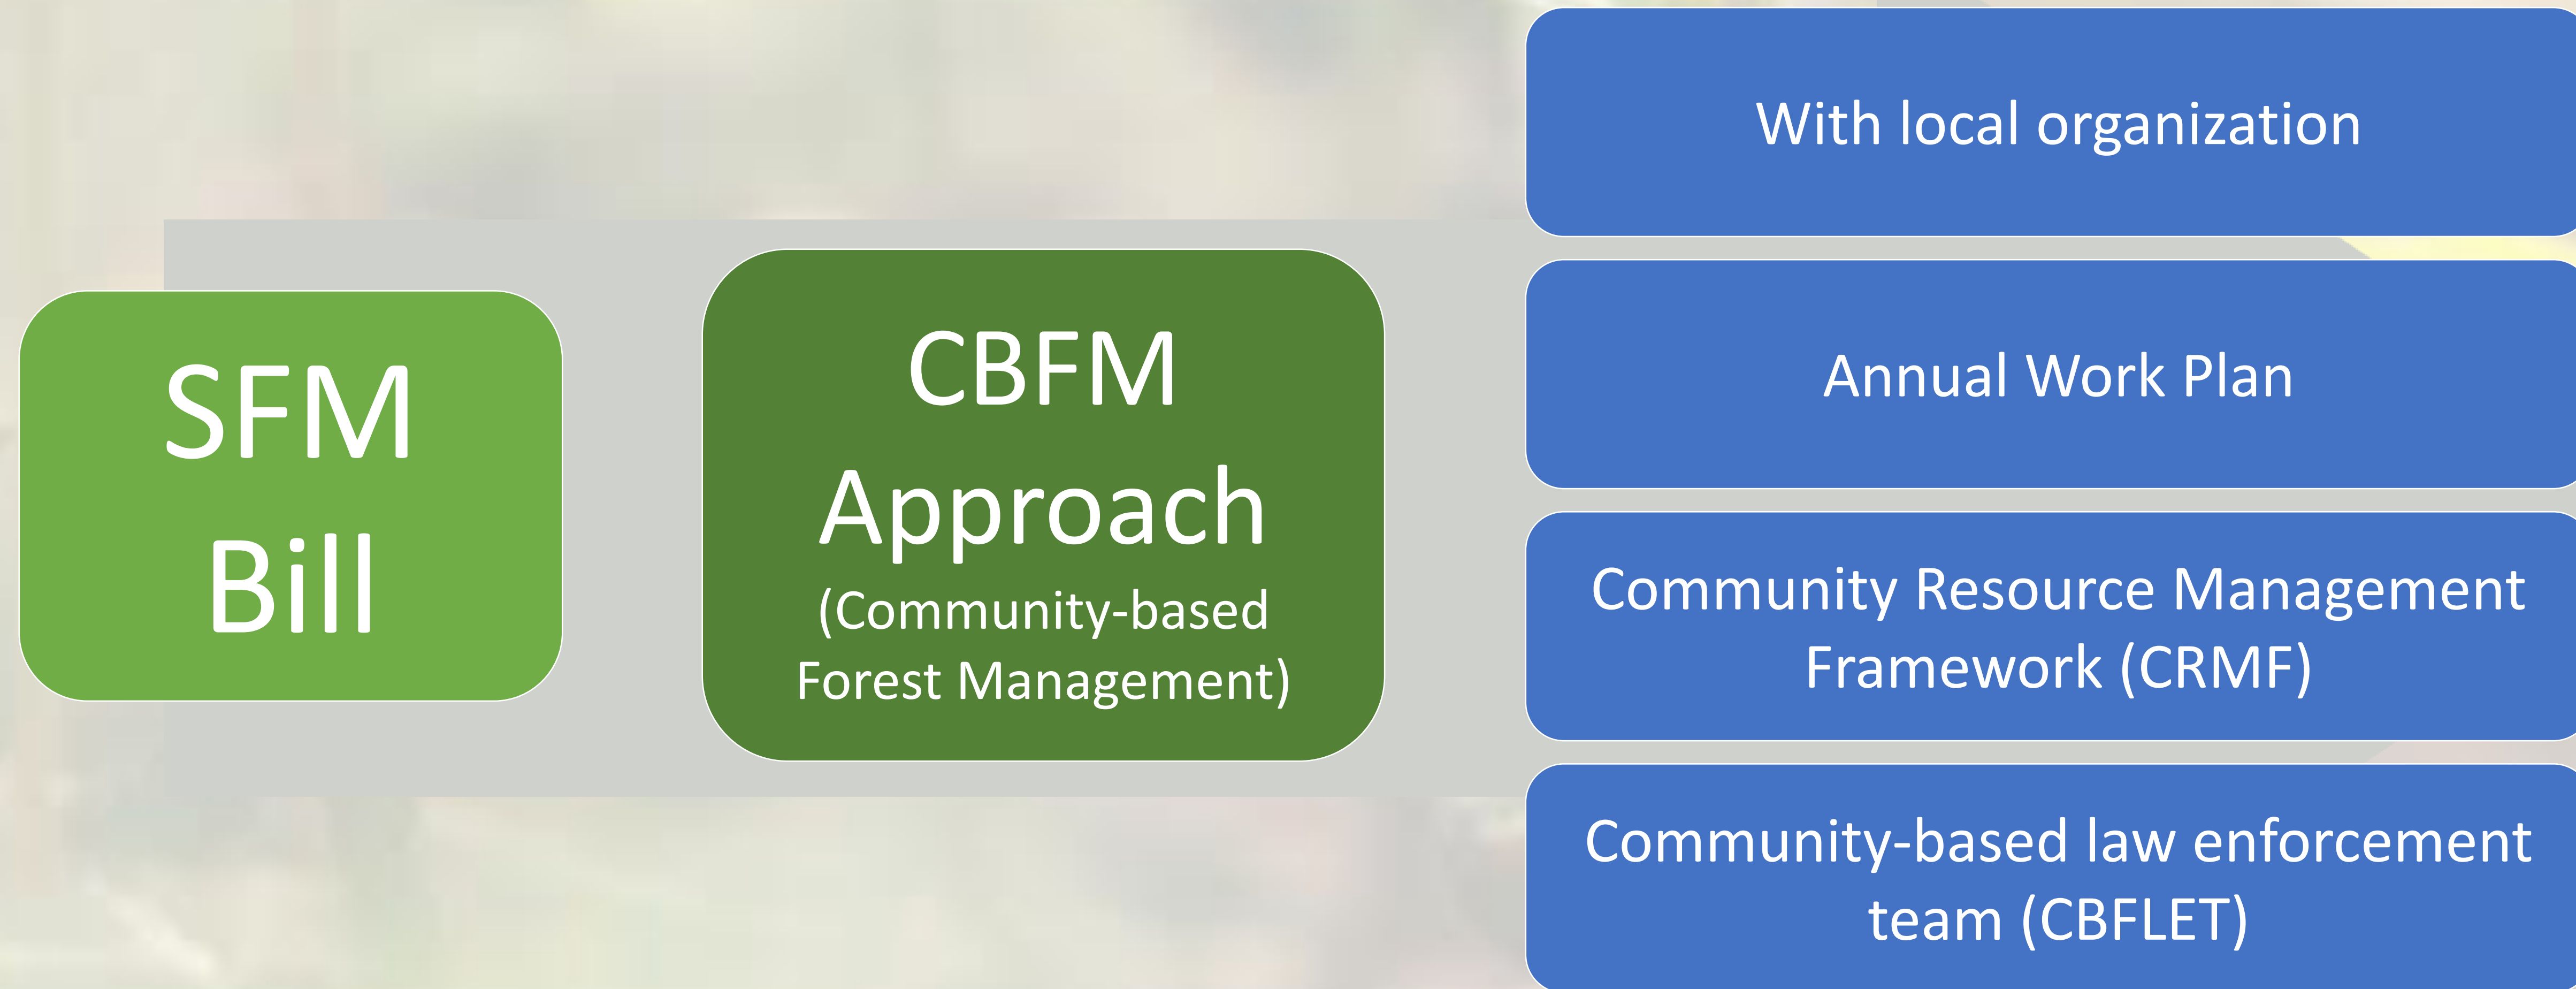 SFM
Bill
CBFM
Approach
(Community-based
Forest Management)
With local organization
Annual Work Plan
Community Resource Management
Framework (CRMF)
Community-based law enforcement
team (CBFLET)